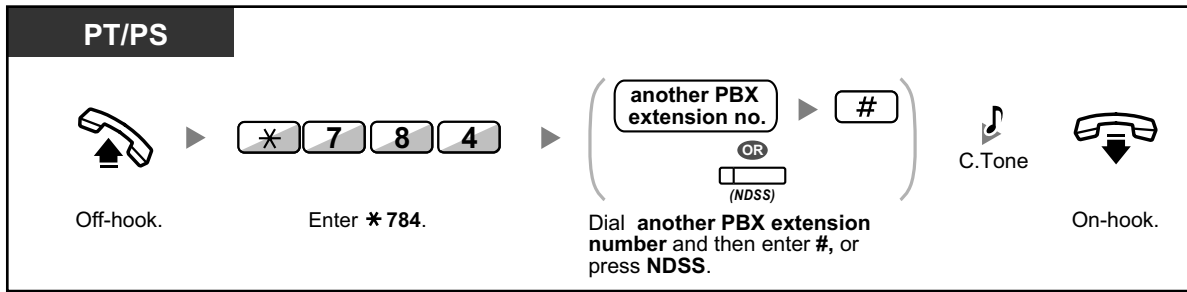 PT/PS
Off-hook.
* 7 8 4
Enter * 784.
another PBX
extension no.
#
OR
(NDSS)
Dial another PBX extension
number and then enter #, or
press NDSS.
C.Tone
On-hook.